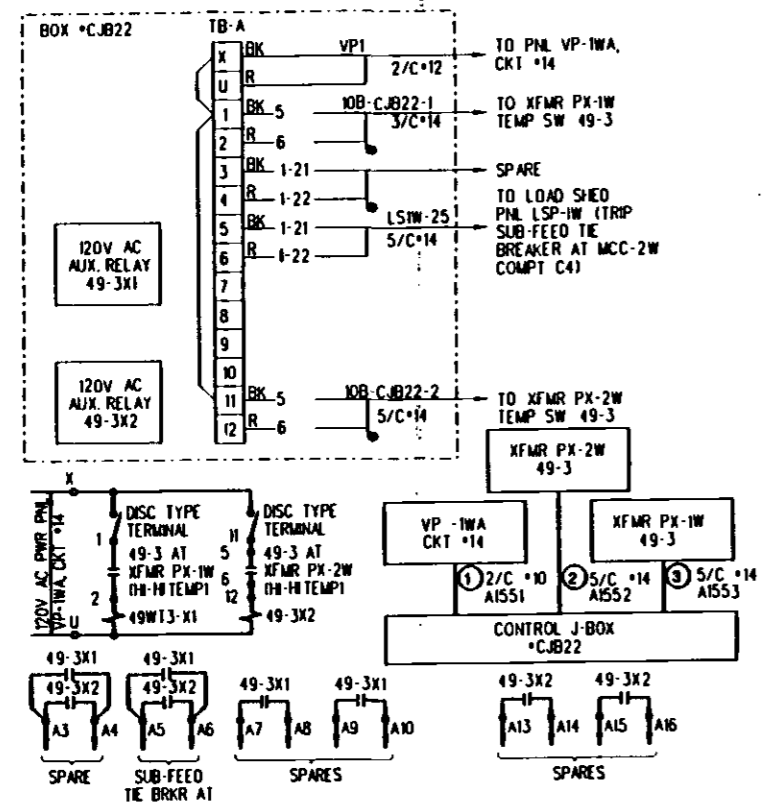 BOX *CJB22
TB-A
X BK VP1
2/C*12
TO PNL VP-1WA,
CKT *14
U R
1 BK 5 10B-CJB22-1
3/C*14
TO XFMR PX-1W
TEMP SW 49-3
2 R 6
3 BK 1-21
SPARE
4 R 1-22
5 BK 1-21 LS1W-25
5/C*14
TO LOAD SHED
PNL LSP-1W (TRIP
SUB-FEED TIE
BREAKER AT MCC-2W
COMPT C4)
6 R 1-22
7
8
9
10
11 BK 5 10B-CJB22-2
5/C*14
TO XFMR PX-2W
TEMP SW 49-3
12 R 6
120V AC
AUX. RELAY
49-3X1
120V AC
AUX. RELAY
49-3X2
120V AC PWR PNL
VP-1WA, CKT *14
X
U
DISC TYPE
TERMINAL
1
49-3 AT
XFMR PX-1W
(HI-HI TEMP)
2
49WT3-X1
DISC TYPE
TERMINAL
11
5
49-3 AT
XFMR PX-2W
(HI-HI TEMP)
6
12
49-3X2
XFMR PX-2W
49-3
VP -1WA
CKT *14
XFMR PX-1W
49-3
1 2/C *10
A1551
2 5/C *14
A1552
3 5/C *14
A1553
CONTROL J-BOX
*CJB22
49-3X1
49-3X2
A3 A4
SPARE
49-3X1
49-3X2
A5 A6
SUB-FEED
TIE BRKR AT
49-3X1
A7 A8
49-3X1
A9 A10
SPARES
49-3X2
A13 A14
49-3X2
A15 A16
SPARES